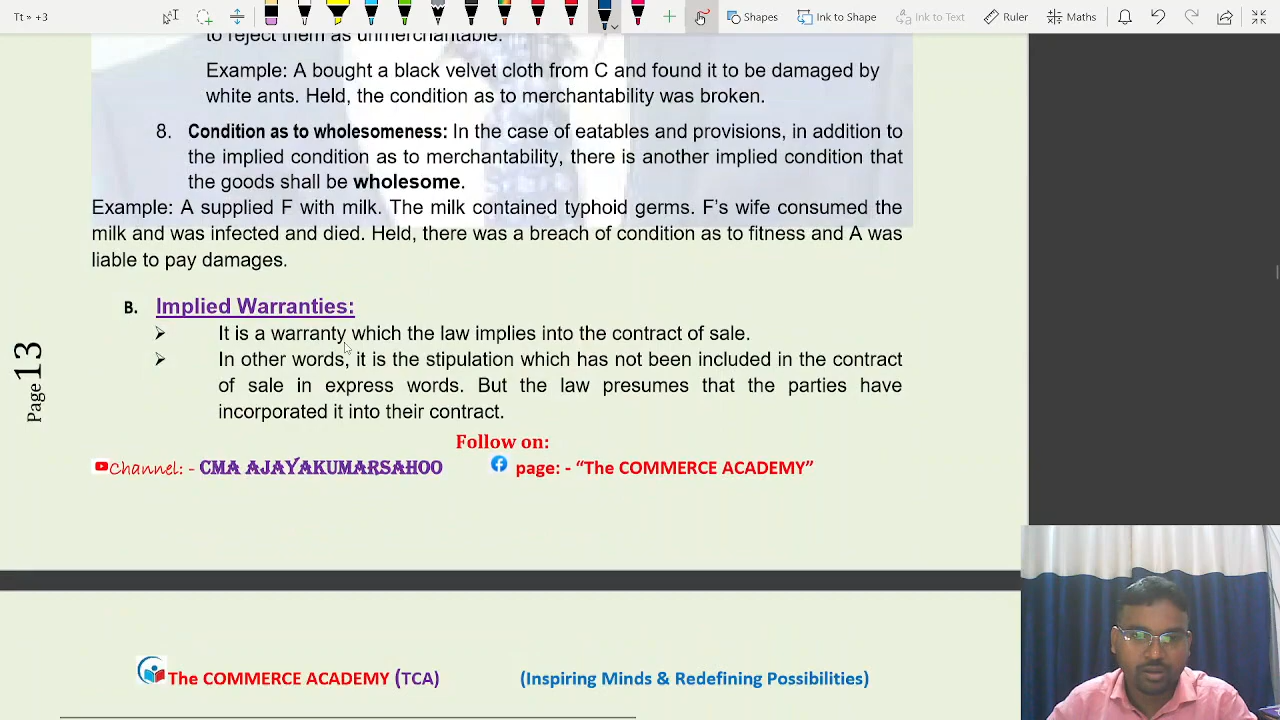 Tt = +3
Shapes
Ink to Shape
Ink to Text
Ruler
Maths
to reject them as unmerchantable.
Example: A bought a black velvet cloth from C and found it to be damaged by
white ants. Held, the condition as to merchantability was broken.
8. Condition as to wholesomeness: In the case of eatables and provisions, in addition to
the implied condition as to merchantability, there is another implied condition that
the goods shall be wholesome.
Example: A supplied F with milk. The milk contained typhoid germs. F's wife consumed the
milk and was infected and died. Held, there was a breach of condition as to fitness and A was
liable to pay damages.
B. Implied Warranties:
It is a warranty which the law implies into the contract of sale.
In other words, it is the stipulation which has not been included in the contract
of sale in express words. But the law presumes that the parties have
incorporated it into their contract.
Page 13
Follow on:
Channel: - CMA AJAYAKUMARSAHOO page: - “The COMMERCE ACADEMY”
The COMMERCE ACADEMY (TCA) (Inspiring Minds & Redefining Possibilities)